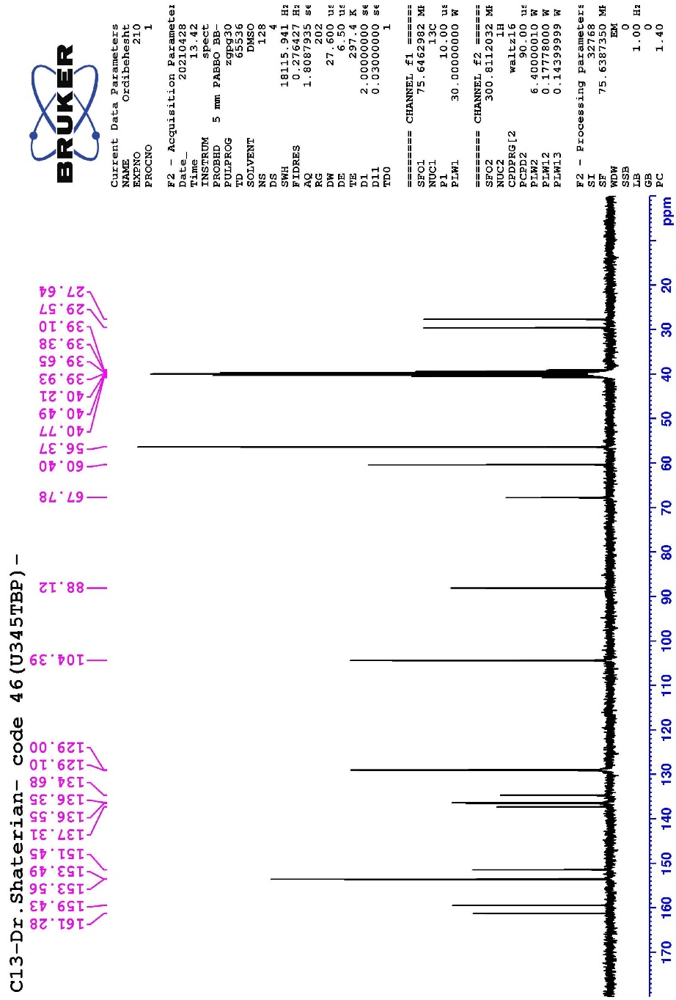 C13-Dr.Shaterian- code 46(U345TBP)-
161.28
159.43
153.56
153.49
151.45
137.31
136.55
136.35
134.68
129.10
129.00
104.39
88.12
67.78
60.40
56.37
40.77
40.49
40.21
39.93
39.65
39.38
39.10
29.57
27.64
170 160 150 140 130 120 110 100 90 80 70 60 50 40 30 20 ppm
BRUKER
Current Data Parameters
NAME Ordibehesht
EXPNO 210
PROCNO 1
F2 - Acquisition Parameter
Date_ 20210428
Time 13.42
INSTRUM spect
PROBHD 5 mm PABBO BB-
PULPROG zgpg30
TD 65536
SOLVENT DMSO
NS 128
DS 4
SWH 18115.941 Hz
FIDRES 0.276427 Hz
AQ 1.8087935 se
RG 202
DW 27.600 us
DE 6.50 us
TE 297.4 K
D1 2.00000000 se
D11 0.03000000 se
TD0 1
======== CHANNEL f1 =====
SFO1 75.6462982 MH
NUC1 13C
P1 10.00 us
PLW1 30.00000000 W
======== CHANNEL f2 =====
SFO2 300.8112032 MH
NUC2 1H
CPDPRG[2 waltz16
PCPD2 90.00 us
PLW2 6.40000010 W
PLW12 0.17778000 W
PLW13 0.14399999 W
F2 - Processing parameters
SI 32768
SF 75.6387350 MH
WDW EM
SSB 0
LB 1.00 Hz
GB 0
PC 1.40